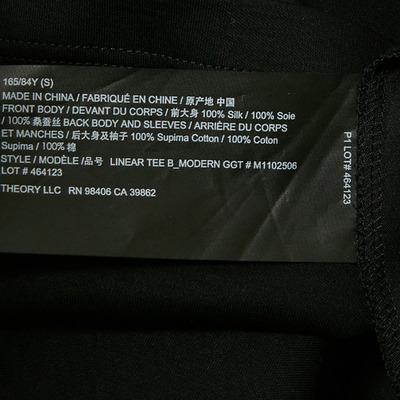 165/84Y (S)
MADE IN CHINA / FABRIQUÉ EN CHINE / 原产地 中国
FRONT BODY / DEVANT DU CORPS / 前大身 100% Silk / 100% Soie
/ 100% 桑蚕丝 BACK BODY AND SLEEVES / ARRIÈRE DU CORPS
ET MANCHES / 后大身及袖子 100% Supima Cotton / 100% Coton
Supima / 100% 棉
STYLE / MODÈLE /品号 LINEAR TEE B_MODERN GGT # M1102506
LOT # 464123
THEORY LLC RN 98406 CA 39862
P1 LOT# 464123